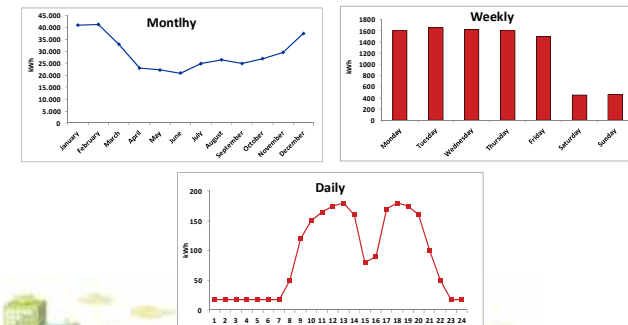 Montlhy
kWh
45.000
40.000
35.000
30.000
25.000
20.000
15.000
10.000
5.000
0
January
February
March
April
May
June
July
August
September
October
November
December
Weekly
kWh
1800
1600
1400
1200
1000
800
600
400
200
0
Monday
Tuesday
Wednesday
Thursday
Friday
Saturday
Sunday
Daily
kWh
200
150
100
50
0
1 2 3 4 5 6 7 8 9 10 11 12 13 14 15 16 17 18 19 20 21 22 23 24